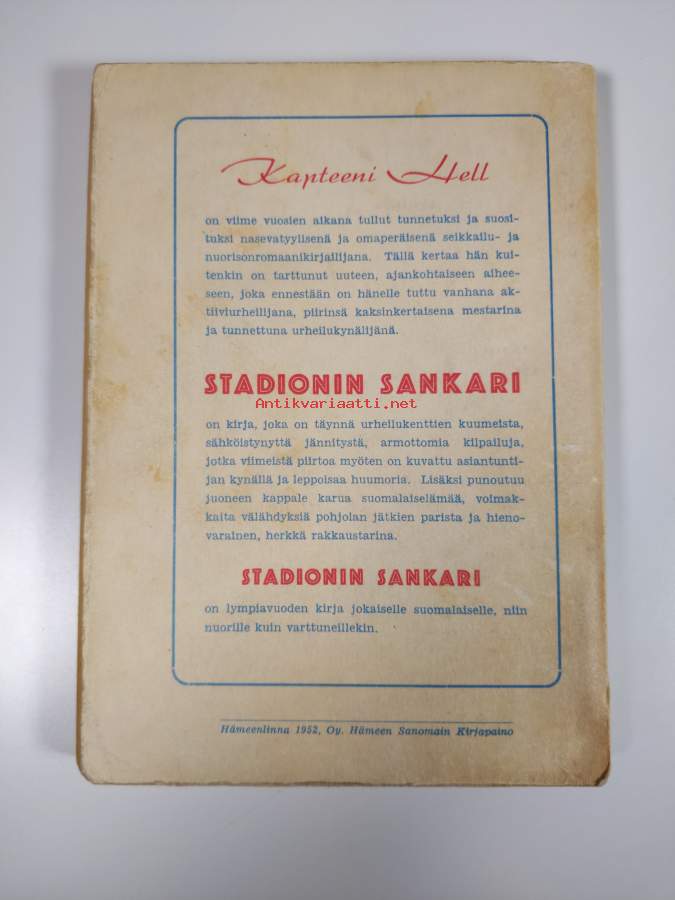 Kapteeni Hell
on viime vuosien aikana tullut tunnetuksi ja suosi-
tuksi nasevatyylisenä ja omaperäisenä seikkailu- ja
nuorisonromaanikirjailijana. Tällä kertaa hän kui-
tenkin on tarttunut uuteen, ajankohtaiseen aihee-
seen, joka ennestään on hänelle tuttu vanhana ak-
tiiviurheilijana, piirinsä kaksinkertaisena mestarina
ja tunnettuna urheilukynäilijänä.
STADIONIN SANKARI
Antikvariaatti.net
on kirja, joka on täynnä urheilukenttien kuumeista,
sähköistynyttä jännitystä, armottomia kilpailuja,
jotka viimeistä piirtoa myöten on kuvattu asiantunti-
jan kynällä ja leppoisaa huumoria. Lisäksi punoutuu
juoneen kappale karua suomalaiselämää, voimak-
kaita välähdyksiä pohjolan jätkien parista ja hieno-
varainen, herkkä rakkaustarina.
STADIONIN SANKARI
on lympiavuoden kirja jokaiselle suomalaiselle, niin
nuorille kuin varttuneillekin.
Hämeenlinna 1952, Oy. Hämeen Sanomain Kirjapaino